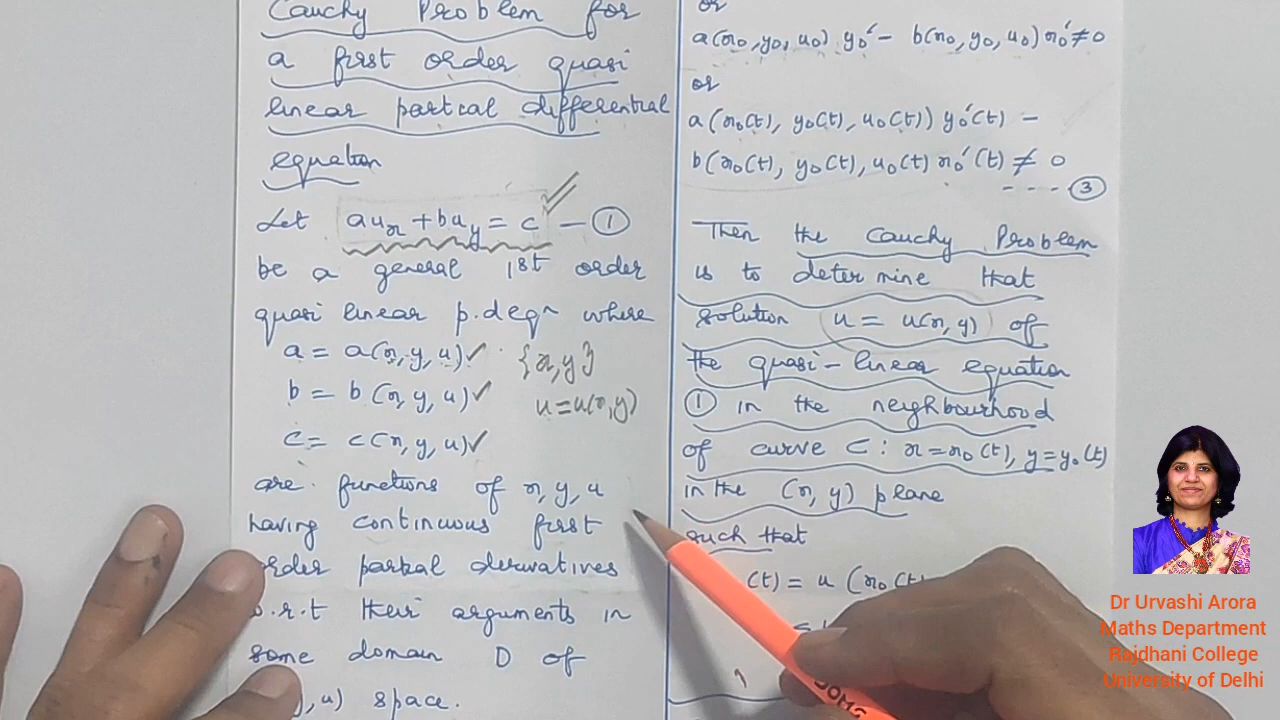 Cauchy Problem for
a first order quasi
linear partial differential
equation
Let au_x + bu_y = c — ①
be a general 1st order
quasi linear p.d eqn where
a = a(x, y, u) ✓ {x, y}
b = b(x, y, u) ✓ u = u(x, y)
c = c(x, y, u) ✓
are functions of x, y, u
having continuous first
order partial derivatives
w.r.t their arguments in
some domain D of
, u) space.
or
a(x₀, y₀, u₀) y₀′ − b(x₀, y₀, u₀) x₀′ ≠ 0
or
a(x₀(t), y₀(t), u₀(t)) y₀′(t) −
b(x₀(t), y₀(t), u₀(t) x₀′(t) ≠ 0
- - - - ③
Then the Cauchy Problem
is to determine that
solution u = u(x, y) of
the quasi-linear equation
① in the neighbourhood
of curve C : x = x₀(t), y = y₀(t)
in the (x, y) plane
such that
(t) = u (x₀(t
Dr Urvashi Arora
Maths Department
Rajdhani College
University of Delhi